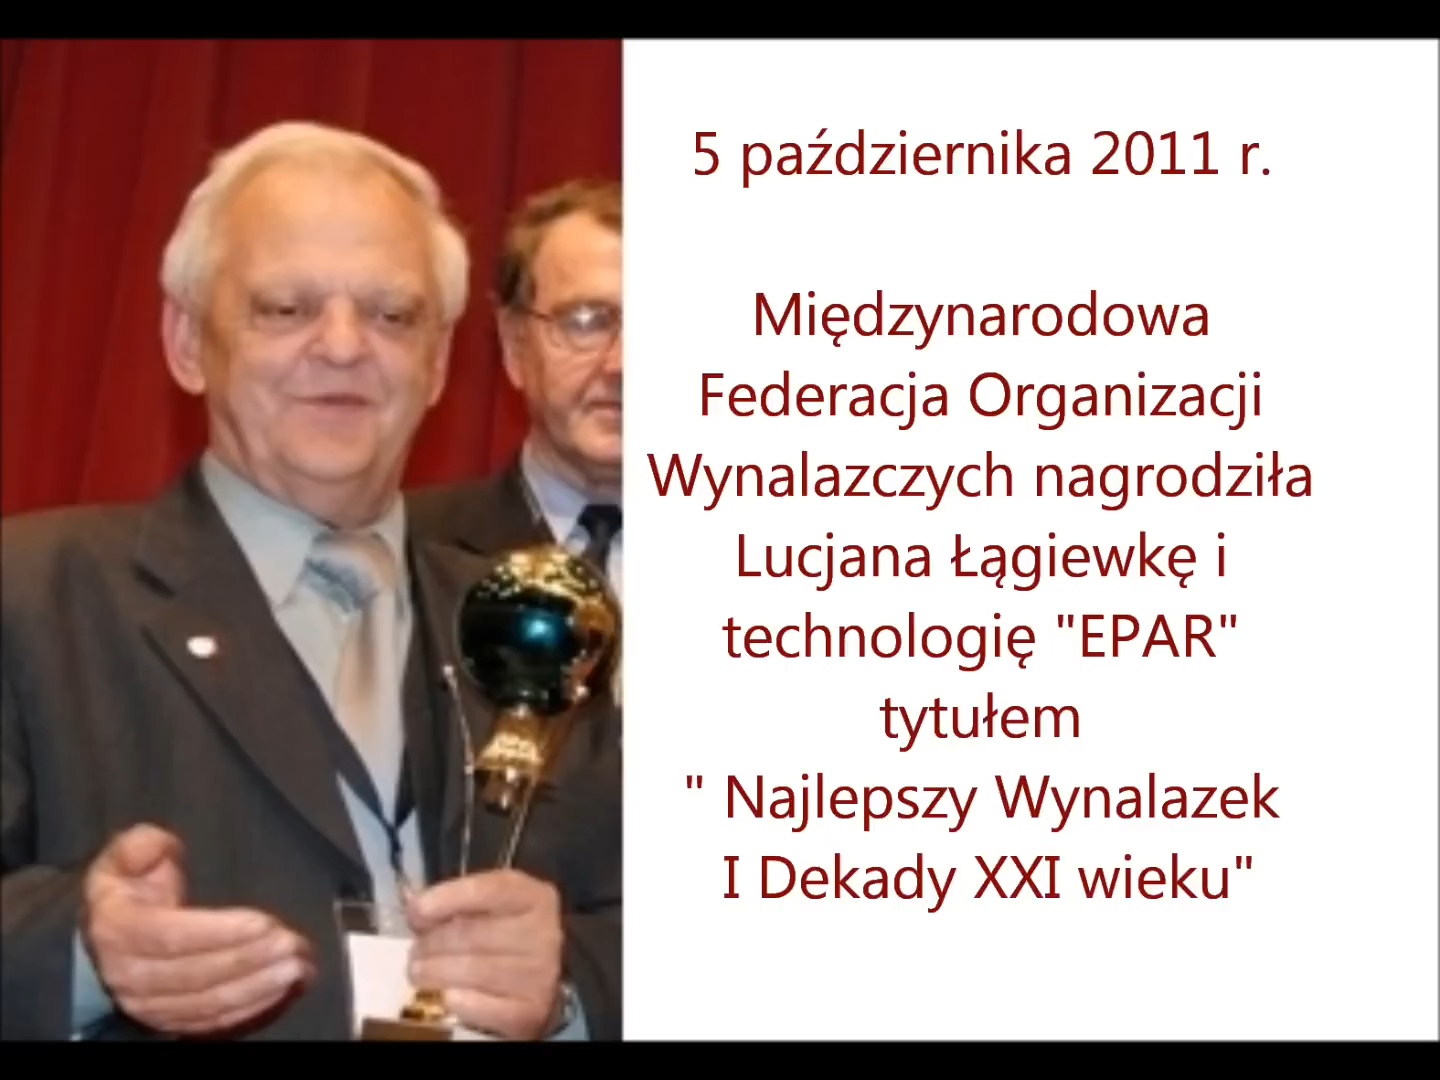 5 października 2011 r.
Międzynarodowa
Federacja Organizacji
Wynalazczych nagrodziła
Lucjana Łągiewkę i
technologię "EPAR"
tytułem
" Najlepszy Wynalazek
I Dekady XXI wieku"